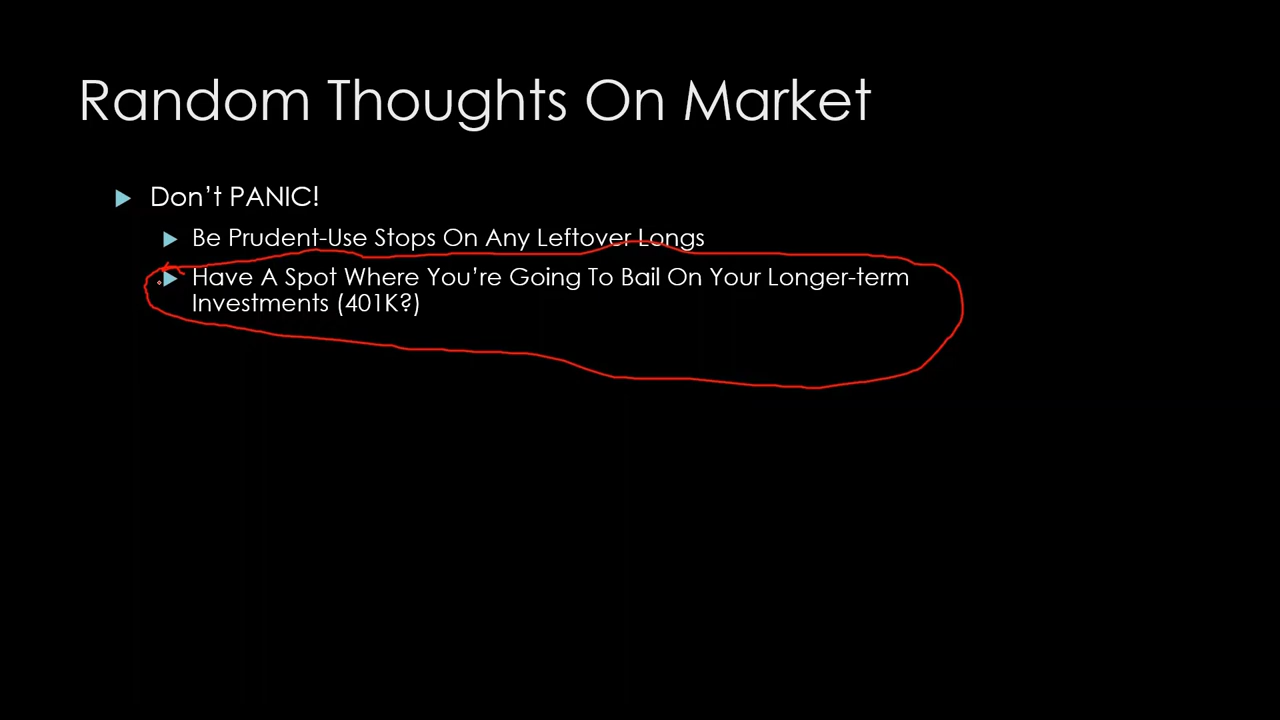 Random Thoughts On Market
Don't PANIC!
Be Prudent-Use Stops On Any Leftover Longs
Have A Spot Where You're Going To Bail On Your Longer-term
Investments (401K?)